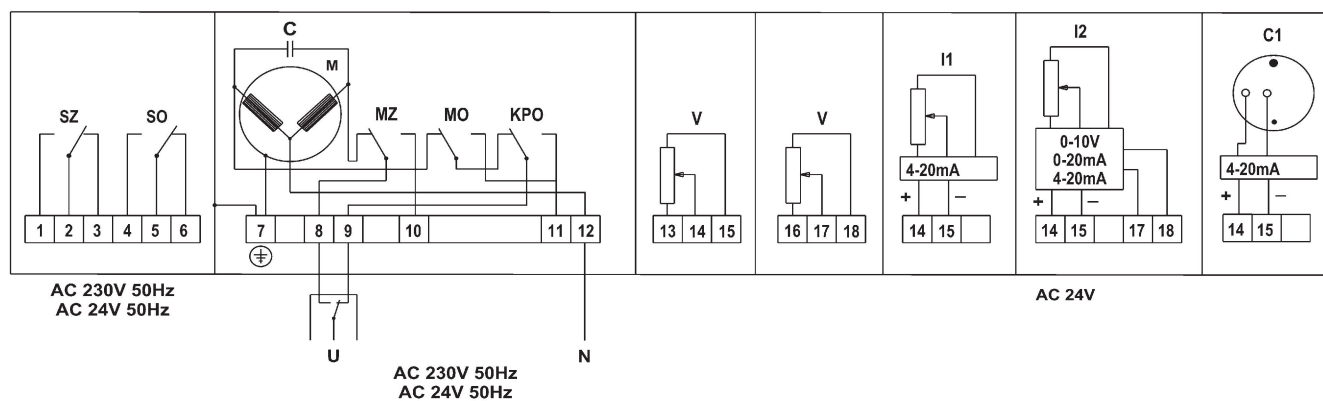 C
M
SZ
SO
MZ
MO
KPO
V
V
I1
I2
C1
4-20mA
0-10V
0-20mA
4-20mA
4-20mA
+ −
+ −
+ −
1 2 3 4 5 6
7 8 9 10 11 12
13 14 15
16 17 18
14 15
14 15 17 18
14 15
AC 230V 50Hz
AC 24V 50Hz
U
N
AC 230V 50Hz
AC 24V 50Hz
AC 24V